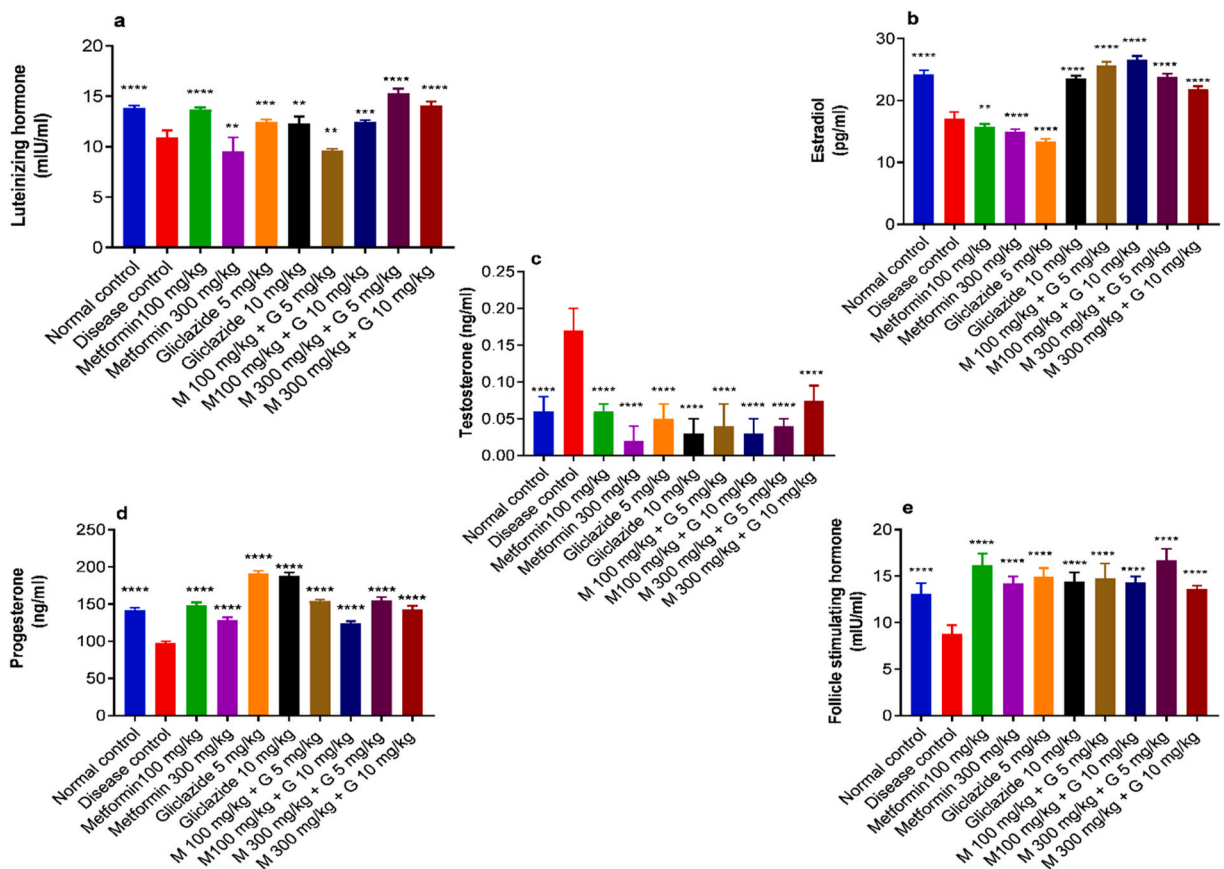 a
Luteinizing hormone
(mIU/ml)
20
15
10
5
0
**** **** ** *** ** ** *** **** ****
Normal control
Disease control
Metformin100 mg/kg
Metformin 300 mg/kg
Gliclazide 5 mg/kg
Gliclazide 10 mg/kg
M 100 mg/kg + G 5 mg/kg
M100 mg/kg + G 10 mg/kg
M 300 mg/kg + G 5 mg/kg
M 300 mg/kg + G 10 mg/kg
b
Estradiol
(pg/ml)
30
20
10
0
**** ** **** **** **** **** **** **** ****
Normal control
Disease control
Metformin100 mg/kg
Metformin 300 mg/kg
Gliclazide 5 mg/kg
Gliclazide 10 mg/kg
M 100 mg/kg + G 5 mg/kg
M100 mg/kg + G 10 mg/kg
M 300 mg/kg + G 5 mg/kg
M 300 mg/kg + G 10 mg/kg
c
Testosterone (ng/ml)
0.25
0.20
0.15
0.10
0.05
0.00
**** **** **** **** **** **** **** **** ****
Normal control
Disease control
Metformin100 mg/kg
Metformin 300 mg/kg
Gliclazide 5 mg/kg
Gliclazide 10 mg/kg
M 100 mg/kg + G 5 mg/kg
M100 mg/kg + G 10 mg/kg
M 300 mg/kg + G 5 mg/kg
M 300 mg/kg + G 10 mg/kg
d
Progesterone
(ng/ml)
250
200
150
100
50
0
**** **** **** **** **** **** **** **** ****
Normal control
Disease control
Metformin100 mg/kg
Metformin 300 mg/kg
Gliclazide 5 mg/kg
Gliclazide 10 mg/kg
M 100 mg/kg + G 5 mg/kg
M100 mg/kg + G 10 mg/kg
M 300 mg/kg + G 5 mg/kg
M 300 mg/kg + G 10 mg/kg
e
Follicle stimulating hormone
(mIU/ml)
20
15
10
5
0
**** **** **** **** **** **** **** **** ****
Normal control
Disease control
Metformin100 mg/kg
Metformin 300 mg/kg
Gliclazide 5 mg/kg
Gliclazide 10 mg/kg
M 100 mg/kg + G 5 mg/kg
M100 mg/kg + G 10 mg/kg
M 300 mg/kg + G 5 mg/kg
M 300 mg/kg + G 10 mg/kg